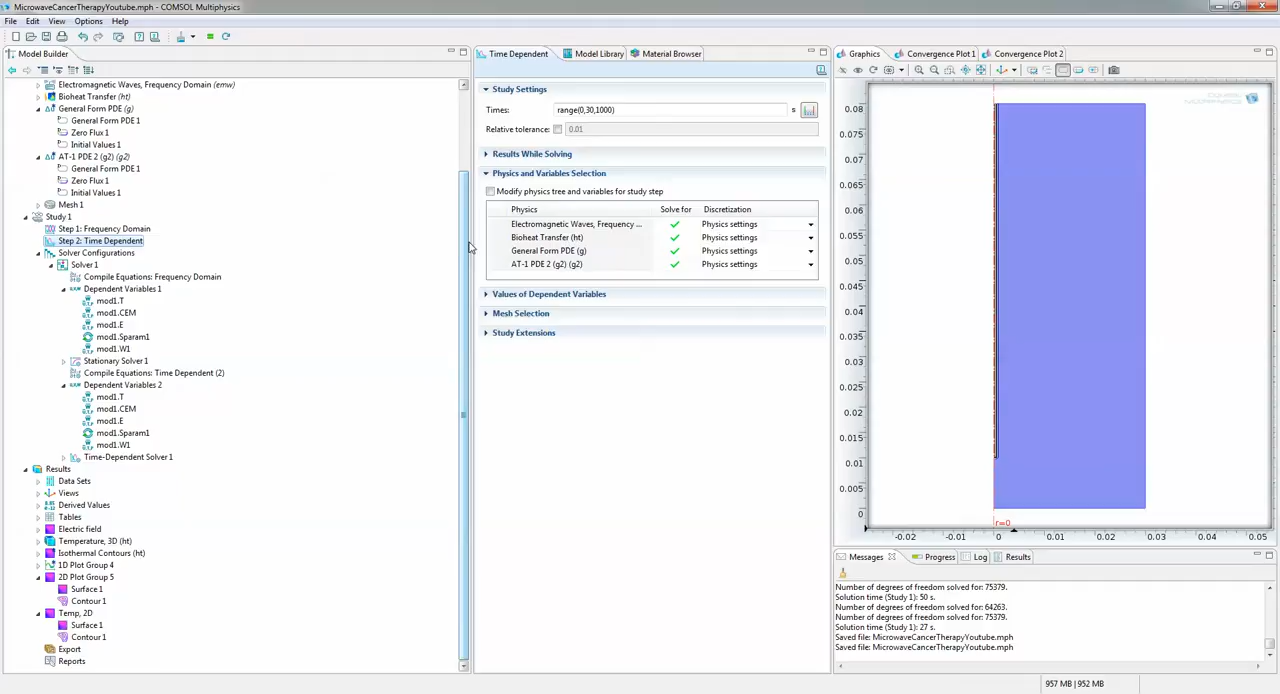 MicrowaveCancerTherapyYoutube.mph - COMSOL Multiphysics
File Edit View Options Help
Model Builder
Electromagnetic Waves, Frequency Domain (emw)
Bioheat Transfer (ht)
General Form PDE (g)
General Form PDE 1
Zero Flux 1
Initial Values 1
AT-1 PDE 2 (g2) (g2)
General Form PDE 1
Zero Flux 1
Initial Values 1
Mesh 1
Study 1
Step 1: Frequency Domain
Step 2: Time Dependent
Solver Configurations
Solver 1
Compile Equations: Frequency Domain
Dependent Variables 1
mod1.T
mod1.CEM
mod1.E
mod1.Sparam1
mod1.W1
Stationary Solver 1
Compile Equations: Time Dependent (2)
Dependent Variables 2
mod1.T
mod1.CEM
mod1.E
mod1.Sparam1
mod1.W1
Time-Dependent Solver 1
Results
Data Sets
Views
Derived Values
Tables
Electric field
Temperature, 3D (ht)
Isothermal Contours (ht)
1D Plot Group 4
2D Plot Group 5
Surface 1
Contour 1
Temp, 2D
Surface 1
Contour 1
Export
Reports
Time Dependent Model Library Material Browser
Study Settings
Times: range(0,30,1000) s
Relative tolerance: 0.01
Results While Solving
Physics and Variables Selection
Modify physics tree and variables for study step
Physics Solve for Discretization
Electromagnetic Waves, Frequency ... Physics settings
Bioheat Transfer (ht) Physics settings
General Form PDE (g) Physics settings
AT-1 PDE 2 (g2) (g2) Physics settings
Values of Dependent Variables
Mesh Selection
Study Extensions
Graphics Convergence Plot 1 Convergence Plot 2
COMSOL
MULTIPHYSICS
0.08
0.075
0.07
0.065
0.06
0.055
0.05
0.045
0.04
0.035
0.03
0.025
0.02
0.015
0.01
0.005
0
r=0
-0.02 -0.01 0 0.01 0.02 0.03 0.04 0.05
Messages Progress Log Results
Number of degrees of freedom solved for: 75379.
Solution time (Study 1): 50 s.
Number of degrees of freedom solved for: 64263.
Number of degrees of freedom solved for: 75379.
Solution time (Study 1): 27 s.
Saved file: MicrowaveCancerTherapyYoutube.mph
Saved file: MicrowaveCancerTherapyYoutube.mph
957 MB | 952 MB